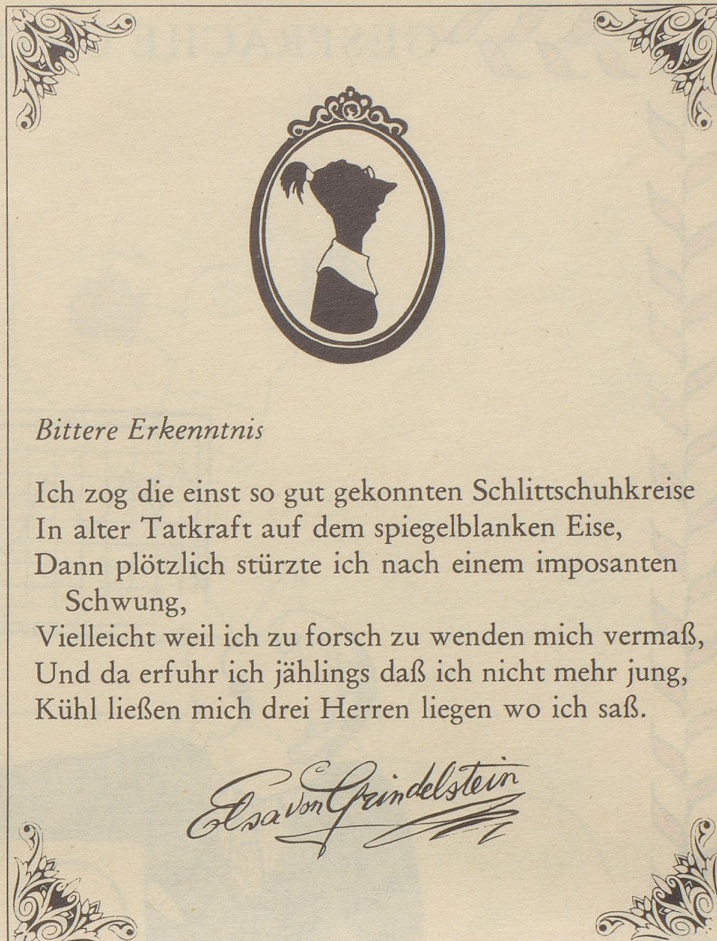 Bittere Erkenntnis
Ich zog die einst so gut gekonnten Schlittschuhkreise
In alter Tatkraft auf dem spiegelblanken Eise,
Dann plötzlich stürzte ich nach einem imposanten
Schwung,
Vielleicht weil ich zu forsch zu wenden mich vermaß,
Und da erfuhr ich jählings daß ich nicht mehr jung,
Kühl ließen mich drei Herren liegen wo ich saß.
Elsa von Grindelstein